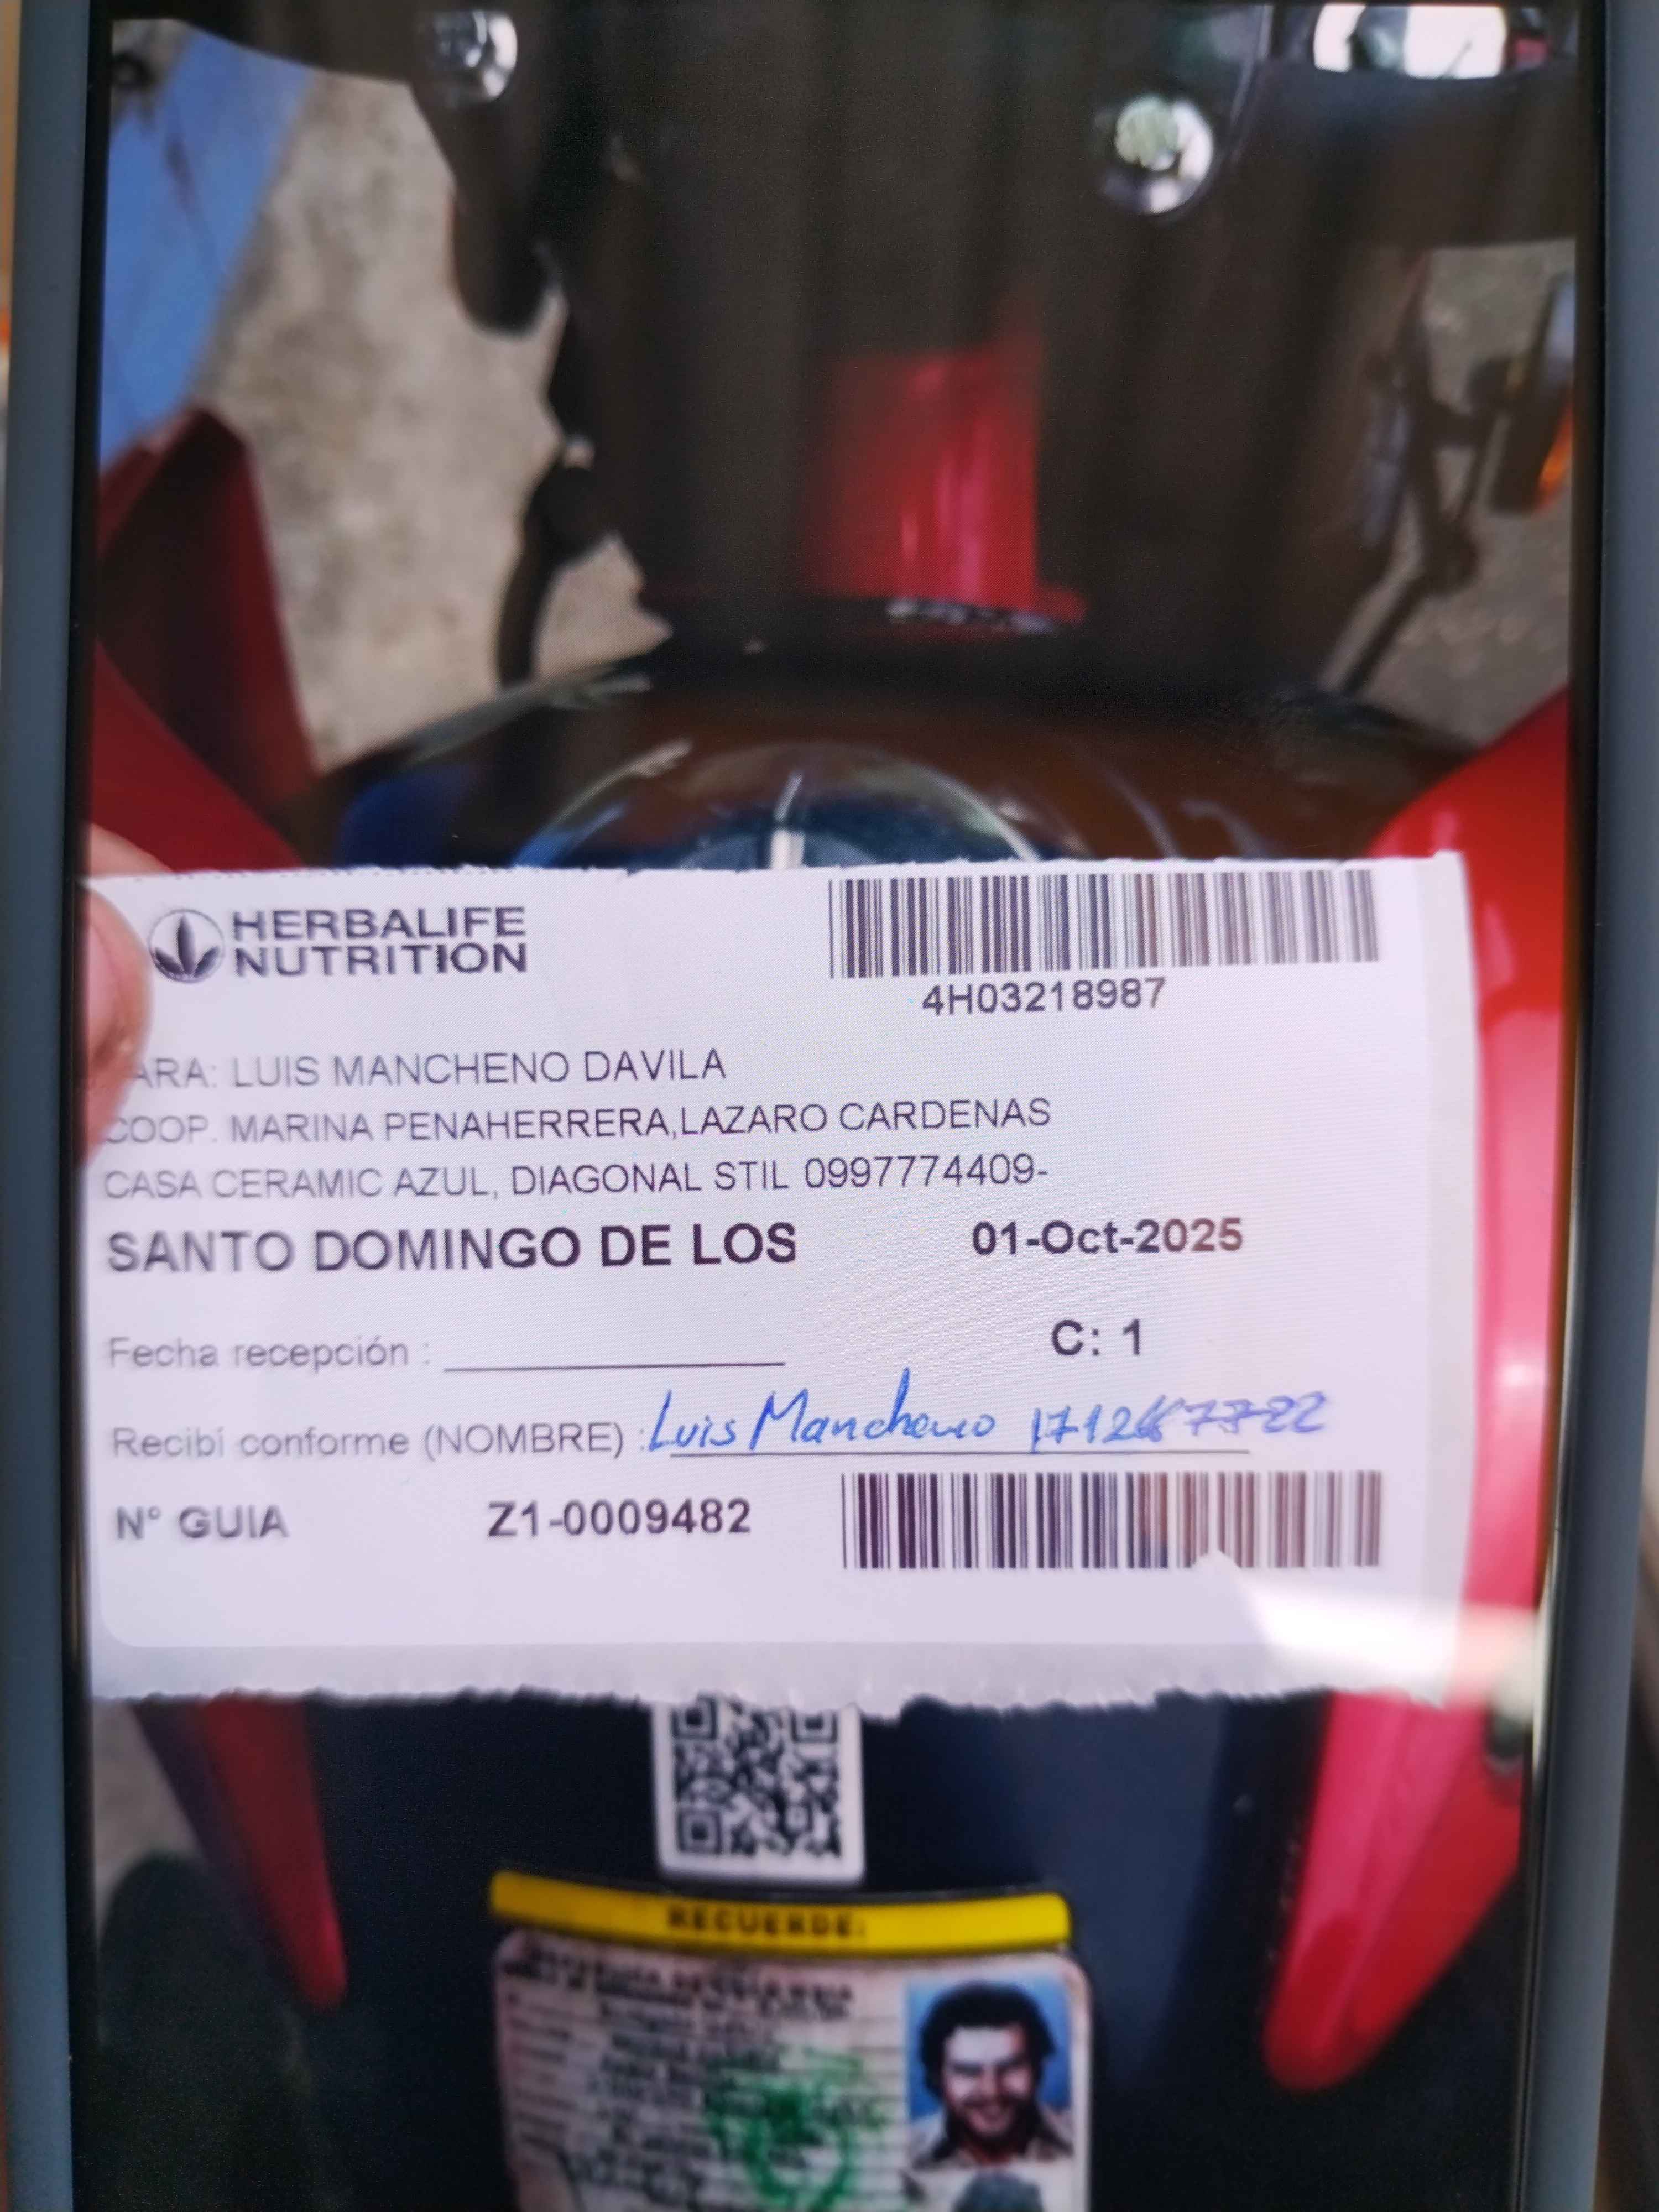 HERBALIFE
NUTRITION
4H03218987
ARA: LUIS MANCHENO DAVILA
COOP. MARINA PENAHERRERA,LAZARO CARDENAS
CASA CERAMIC AZUL, DIAGONAL STIL 0997774409-
SANTO DOMINGO DE LOS 01-Oct-2025
Fecha recepción :
C: 1
Recibí conforme (NOMBRE) : Luis Mancheno
N° GUIA Z1-0009482
RECUERDE: